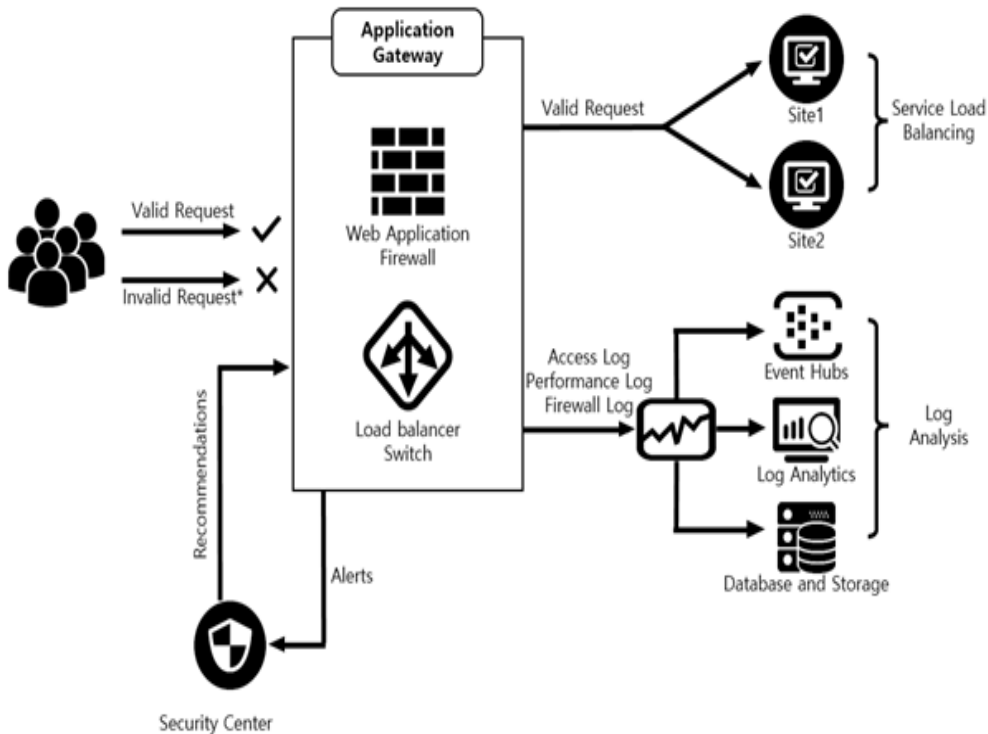 Application
Gateway
Valid Request
Site1
Service Load
Balancing
Site2
Web Application
Firewall
Valid Request
Invalid Request*
Recommendations
Load balancer
Switch
Access Log
Performance Log
Firewall Log
Event Hubs
Log Analytics
Log
Analysis
Database and Storage
Alerts
Security Center